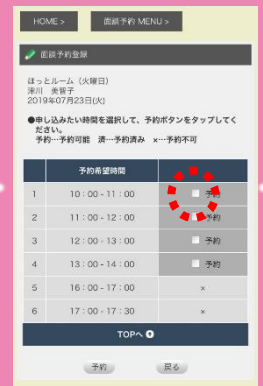 HOME >
面談予約 MENU >
面談予約登録
ほっとルーム（火曜日）
津川　美智子
2019年07月23日(火)
●申し込みたい時間を選択して、予約ボタンをタップしてく
ださい。
予約…予約可能　済…予約済み　×…予約不可
予約希望時間
1 10：00 - 11：00 予約
2 11：00 - 12：00 予約
3 12：00 - 13：00 予約
4 13：00 - 14：00 予約
5 16：00 - 17：00 ×
6 17：00 - 17：30 ×
TOPへ
予約 戻る